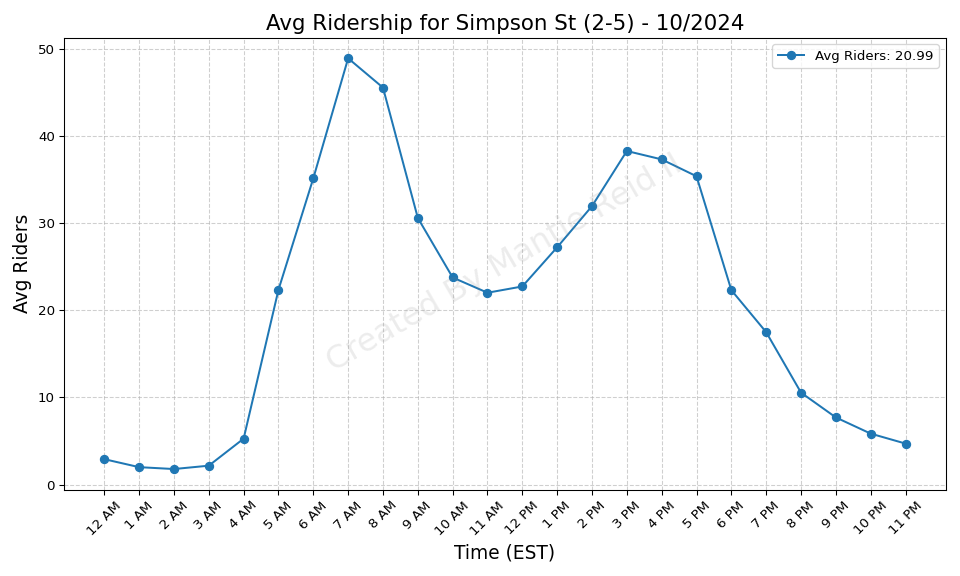 Avg Ridership for Simpson St (2-5) - 10/2024
Avg Riders: 20.99
Avg Riders
50
40
30
20
10
0
Created By Mantie Reid
12 AM
1 AM
2 AM
3 AM
4 AM
5 AM
6 AM
7 AM
8 AM
9 AM
10 AM
11 AM
12 PM
1 PM
2 PM
3 PM
4 PM
5 PM
6 PM
7 PM
8 PM
9 PM
10 PM
11 PM
Time (EST)